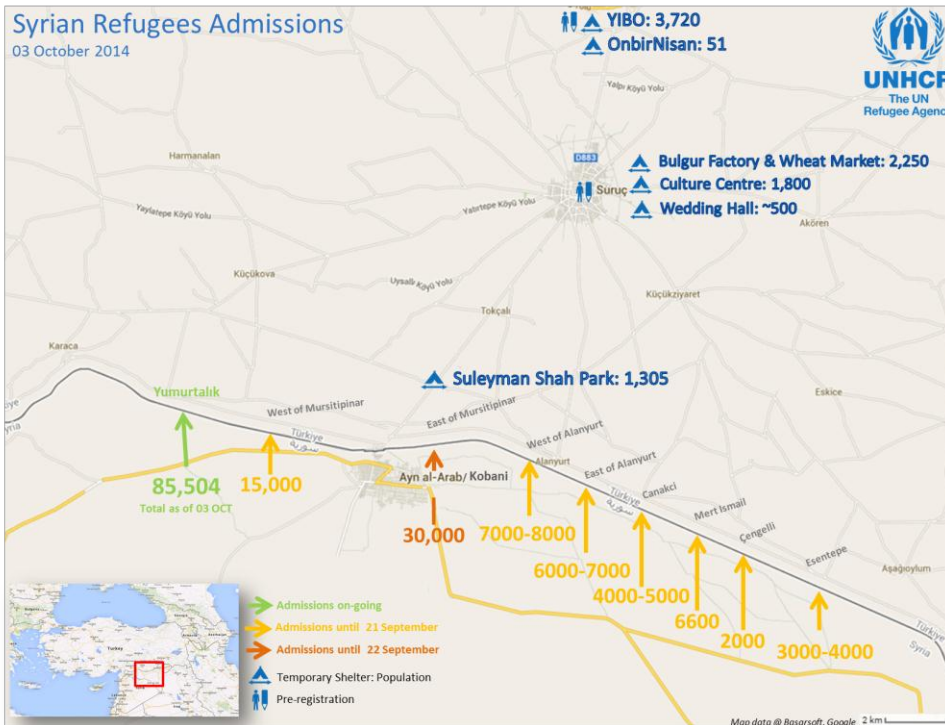 Syrian Refugees Admissions
03 October 2014
YIBO: 3,720
OnbirNisan: 51
UNHCR
The UN
Refugee Agency
Yalpı Köyü Yolu
Harmanalan
D883
Suruç
Bulgur Factory & Wheat Market: 2,250
Culture Centre: 1,800
Wedding Hall: ~500
Yaylatepe Köyü Yolu
Yatırtepe Köyü Yolu
Akören
Küçükova
Uysallı Köyü Yolu
Küçükziyaret
Tokçalı
Karaca
Suleyman Shah Park: 1,305
Eskice
Yumurtalık
West of Mursitipinar
East of Mursitipinar
West of Alanyurt
Türkiye
سورية
Alanyurt
East of Alanyurt
Ayn al-Arab/ Kobani
Türkiye
سورية
Canakci
Mert Ismail
Çengelli
Esentepe
Aşağıoylum
85,504
Total as of 03 OCT
15,000
30,000
7000-8000
6000-7000
4000-5000
6600
2000
3000-4000
Türkiye
Syria
Admissions on-going
Admissions until 21 September
Admissions until 22 September
Temporary Shelter: Population
Pre-registration
Turkey
Map data @ Basarsoft, Google
2 km